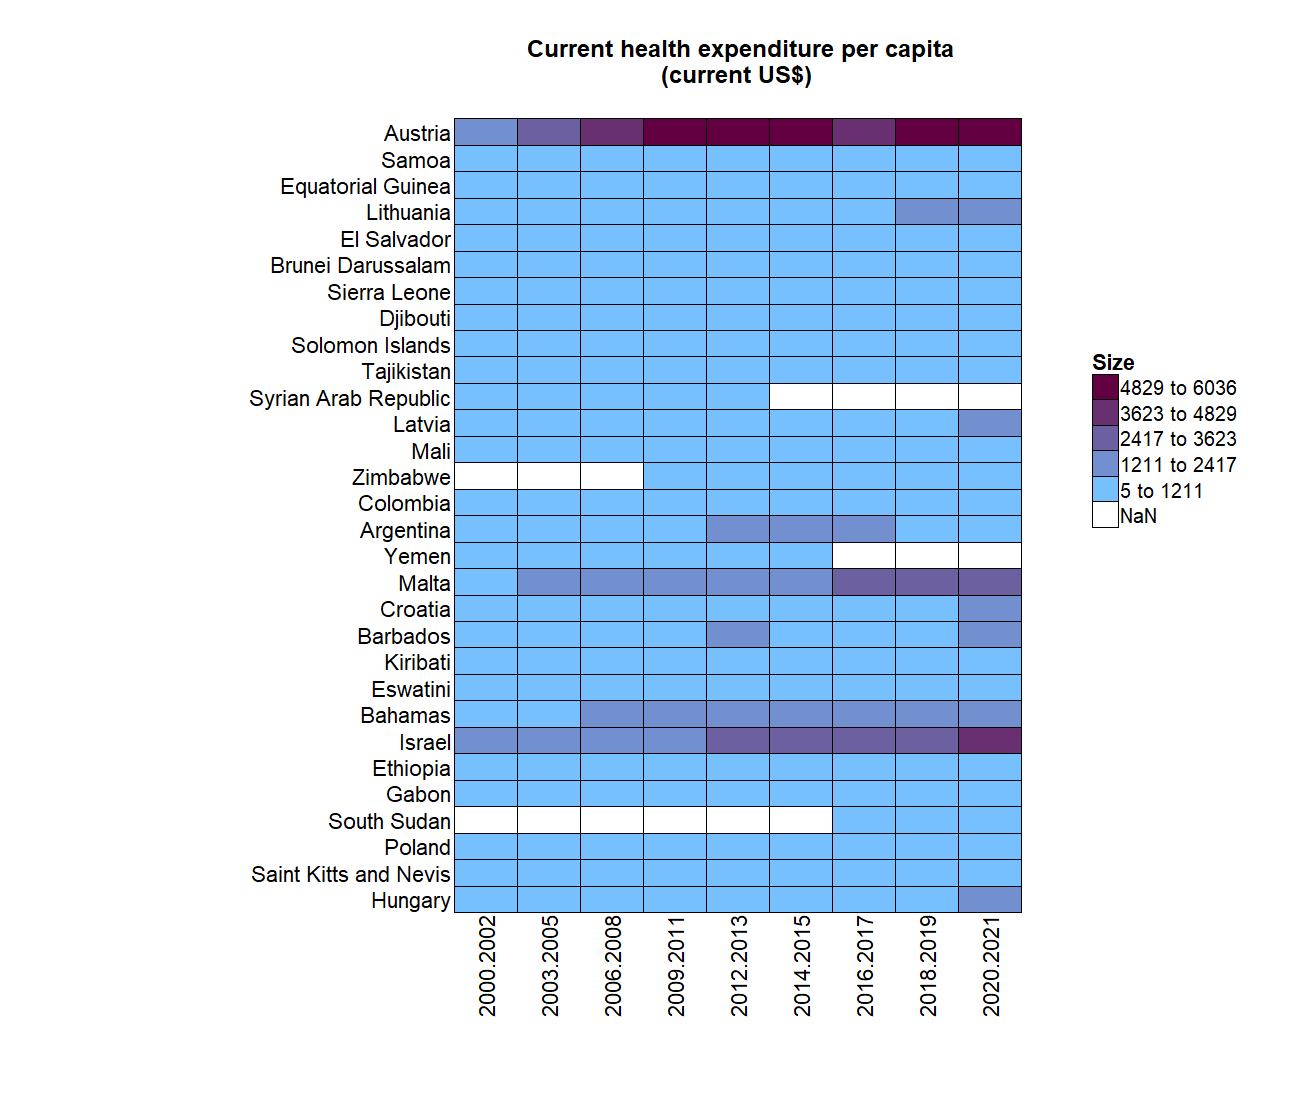 Current health expenditure per capita
(current US$)
Austria
Samoa
Equatorial Guinea
Lithuania
El Salvador
Brunei Darussalam
Sierra Leone
Djibouti
Solomon Islands
Tajikistan
Syrian Arab Republic
Latvia
Mali
Zimbabwe
Colombia
Argentina
Yemen
Malta
Croatia
Barbados
Kiribati
Eswatini
Bahamas
Israel
Ethiopia
Gabon
South Sudan
Poland
Saint Kitts and Nevis
Hungary
2000.2002
2003.2005
2006.2008
2009.2011
2012.2013
2014.2015
2016.2017
2018.2019
2020.2021
Size
4829 to 6036
3623 to 4829
2417 to 3623
1211 to 2417
5 to 1211
NaN